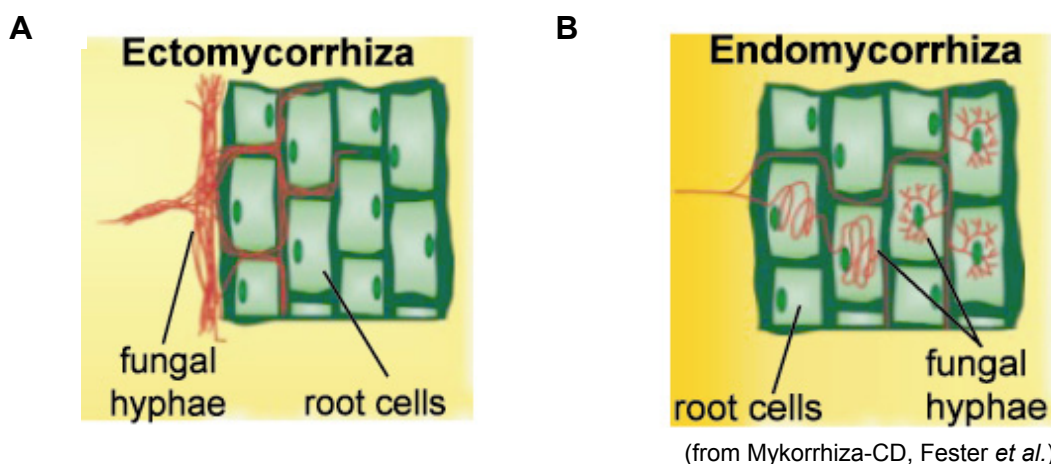 A
Ectomycorrhiza
fungal
hyphae
root cells
B
Endomycorrhiza
root cells
fungal
hyphae
(from Mykorrhiza-CD, Fester et al.)